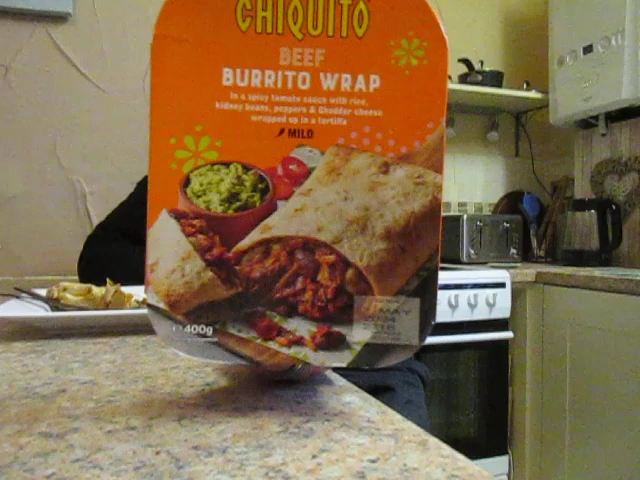 CHIQUITO
BEEF
BURRITO WRAP
In a spicy tomato sauce with rice,
kidney beans, peppers & Cheddar cheese
wrapped up in a tortilla
MILD
400g
MAY